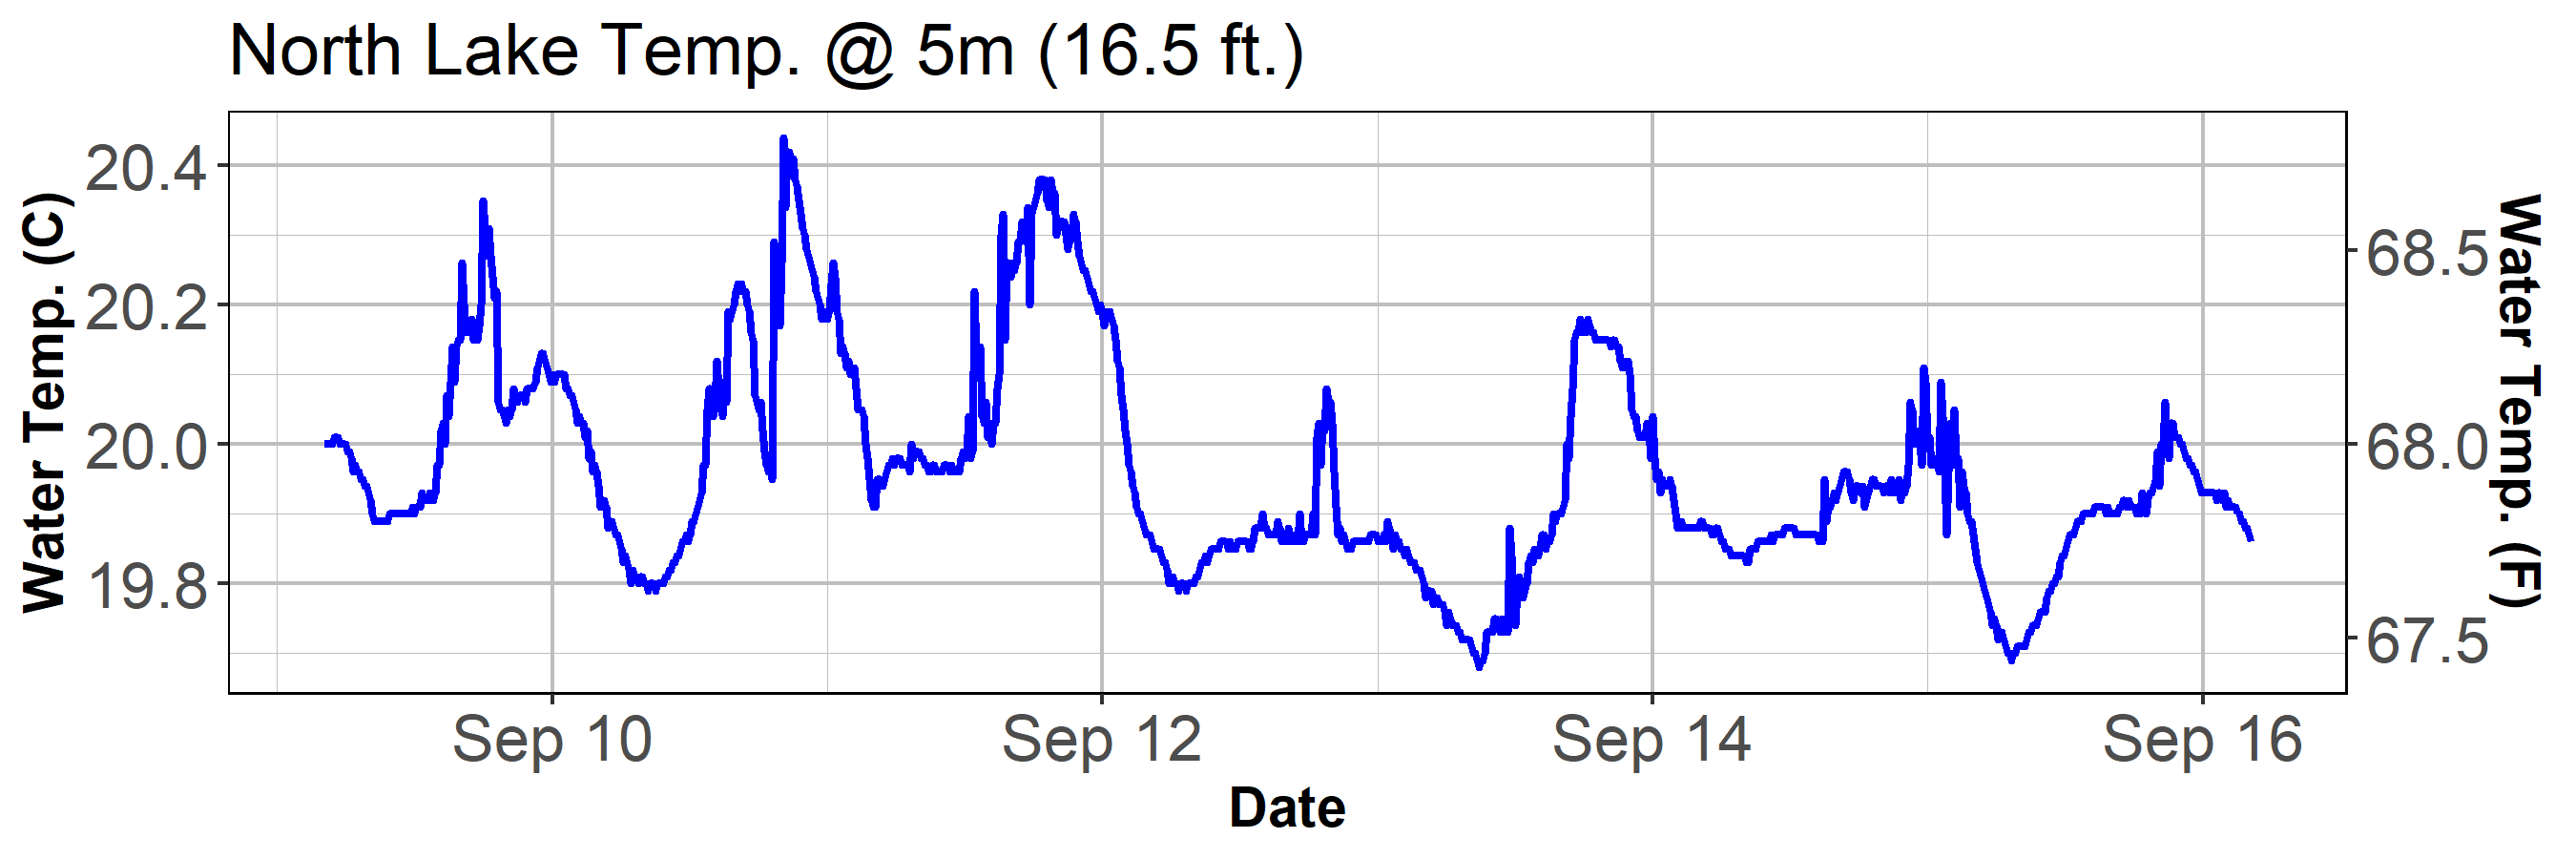 North Lake Temp. @ 5m (16.5 ft.)
Water Temp. (C)
20.4
20.2
20.0
19.8
68.5
68.0
67.5
Water Temp. (F)
Sep 10 Sep 12 Sep 14 Sep 16
Date